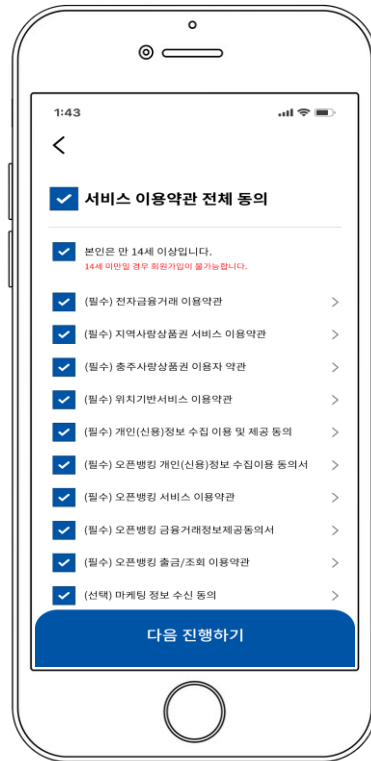 1:43
서비스 이용약관 전체 동의
본인은 만 14세 이상입니다.
14세 미만일 경우 회원가입이 불가능합니다.
(필수) 전자금융거래 이용약관
(필수) 지역사랑상품권 서비스 이용약관
(필수) 충주사랑상품권 이용자 약관
(필수) 위치기반서비스 이용약관
(필수) 개인(신용)정보 수집 이용 및 제공 동의
(필수) 오픈뱅킹 개인(신용)정보 수집이용 동의서
(필수) 오픈뱅킹 서비스 이용약관
(필수) 오픈뱅킹 금융거래정보제공동의서
(필수) 오픈뱅킹 출금/조회 이용약관
(선택) 마케팅 정보 수신 동의
다음 진행하기